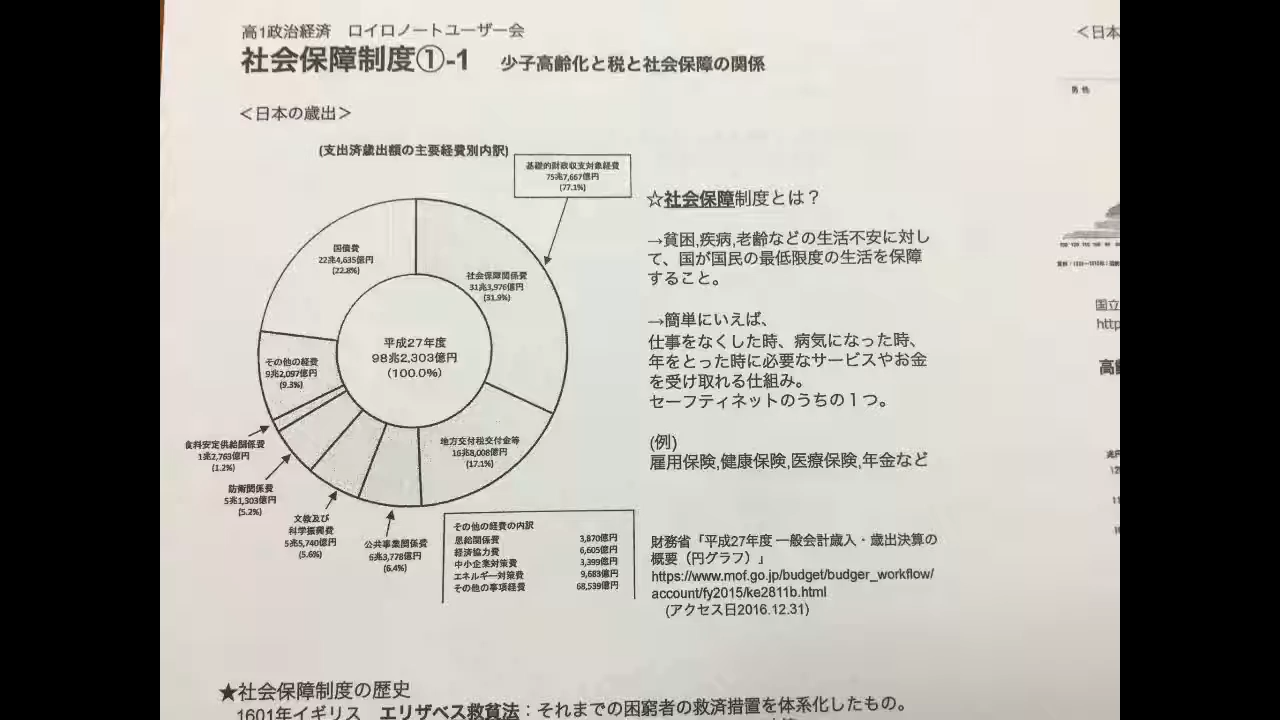 高1政治経済 ロイロノートユーザー会
社会保障制度①-1 少子高齢化と税と社会保障の関係
＜日本の歳出＞
(支出済歳出額の主要経費別内訳)
基礎的財政収支対象経費
75兆7,667億円
(77.1%)
国債費
22兆4,635億円
(22.8%)
社会保障関係費
31兆3,976億円
(31.9%)
平成27年度
98兆2,303億円
(100.0%)
その他の経費
9兆2,097億円
(9.3%)
食料安定供給関係費
1兆2,763億円
(1.2%)
防衛関係費
5兆1,303億円
(5.2%)
文教及び
科学振興費
5兆5,740億円
(5.6%)
公共事業関係費
6兆3,778億円
(6.4%)
地方交付税交付金等
16兆8,008億円
(17.1%)
その他の経費の内訳
恩給関係費 3,870億円
経済協力費 6,605億円
中小企業対策費 3,399億円
エネルギー対策費 9,683億円
その他の事項経費 68,539億円
☆社会保障制度とは？
→貧困,疾病,老齢などの生活不安に対し
て、国が国民の最低限度の生活を保障
すること。
→簡単にいえば、
仕事をなくした時、病気になった時、
年をとった時に必要なサービスやお金
を受け取れる仕組み。
セーフティネットのうちの１つ。
(例)
雇用保険,健康保険,医療保険,年金など
財務省「平成27年度 一般会計歳入・歳出決算の
概要（円グラフ）」
https://www.mof.go.jp/budget/budger_workflow/
account/fy2015/ke2811b.html
(アクセス日2016.12.31)
★社会保障制度の歴史
1601年イギリス エリザベス救貧法：それまでの困窮者の救済措置を体系化したもの。
＜日本
男性
国立
http